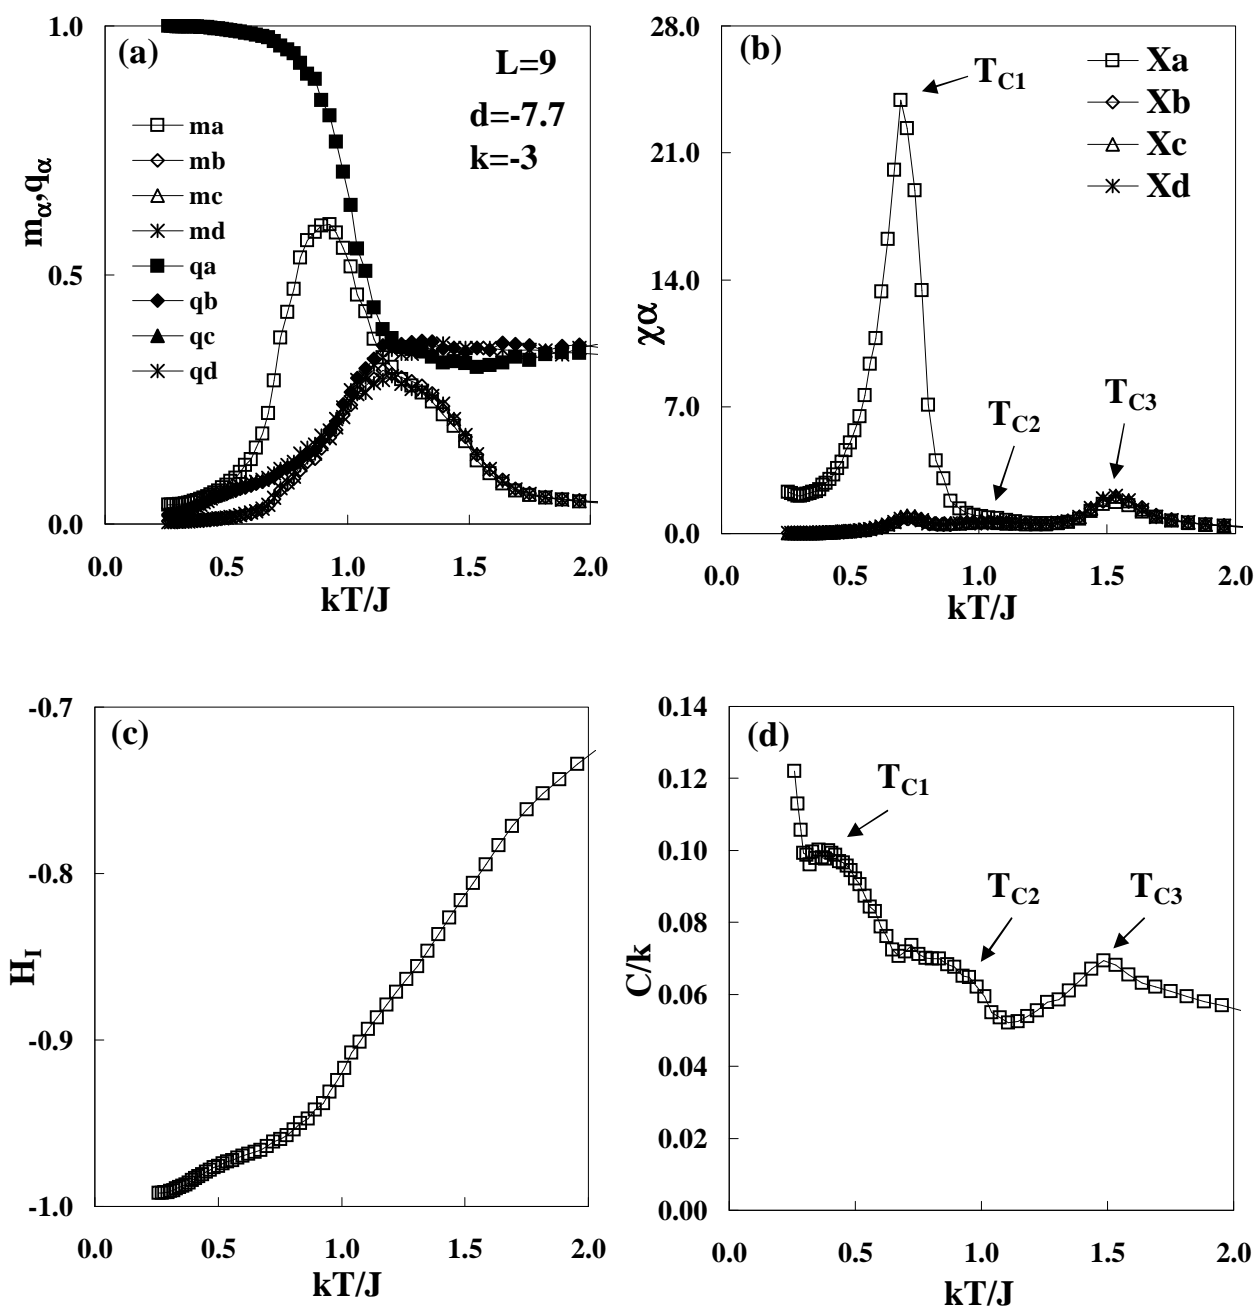 (a)
L=9
d=-7.7
k=-3
ma
mb
mc
md
qa
qb
qc
qd
mα,qα
1.0
0.5
0.0
0.0 0.5 1.0 1.5 2.0
kT/J
(b)
TC1
TC2
TC3
Xa
Xb
Xc
Xd
χα
28.0
21.0
14.0
7.0
0.0
0.0 0.5 1.0 1.5 2.0
kT/J
(c)
HI
-0.7
-0.8
-0.9
-1.0
0.0 0.5 1.0 1.5 2.0
kT/J
(d)
TC1
TC2
TC3
C/k
0.14
0.12
0.10
0.08
0.06
0.04
0.02
0.00
0.0 0.5 1.0 1.5 2.0
kT/J